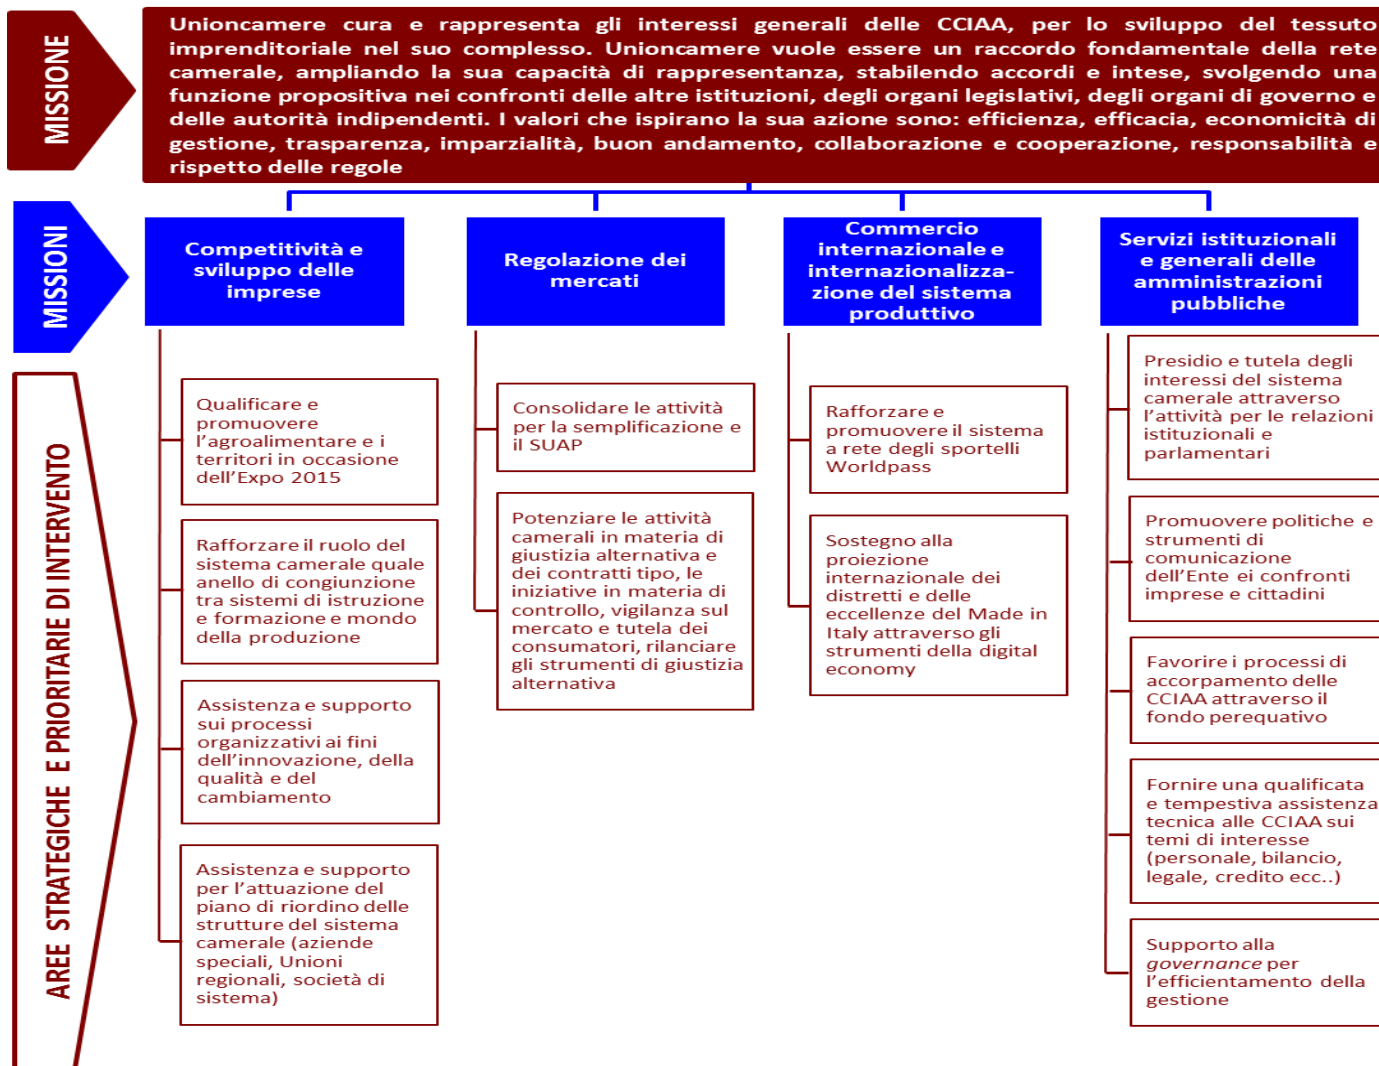 MISSIONE
Unioncamere cura e rappresenta gli interessi generali delle CCIAA, per lo sviluppo del tessuto
imprenditoriale nel suo complesso. Unioncamere vuole essere un raccordo fondamentale della rete
camerale, ampliando la sua capacità di rappresentanza, stabilendo accordi e intese, svolgendo una
funzione propositiva nei confronti delle altre istituzioni, degli organi legislativi, degli organi di governo e
delle autorità indipendenti. I valori che ispirano la sua azione sono: efficienza, efficacia, economicità di
gestione, trasparenza, imparzialità, buon andamento, collaborazione e cooperazione, responsabilità e
rispetto delle regole
MISSIONI
Competitività e
sviluppo delle
imprese
Regolazione dei
mercati
Commercio
internazionale e
internazionalizza-
zione del sistema
produttivo
Servizi istituzionali
e generali delle
amministrazioni
pubbliche
AREE STRATEGICHE E PRIORITARIE DI INTERVENTO
Qualificare e
promuovere
l'agroalimentare e i
territori in occasione
dell'Expo 2015
Rafforzare il ruolo del
sistema camerale quale
anello di congiunzione
tra sistemi di istruzione
e formazione e mondo
della produzione
Assistenza e supporto
sui processi
organizzativi ai fini
dell'innovazione, della
qualità e del
cambiamento
Assistenza e supporto
per l'attuazione del
piano di riordino delle
strutture del sistema
camerale (aziende
speciali, Unioni
regionali, società di
sistema)
Consolidare le attività
per la semplificazione e
il SUAP
Potenziare le attività
camerali in materia di
giustizia alternativa e
dei contratti tipo, le
iniziative in materia di
controllo, vigilanza sul
mercato e tutela dei
consumatori, rilanciare
gli strumenti di giustizia
alternativa
Rafforzare e
promuovere il sistema
a rete degli sportelli
Worldpass
Sostegno alla
proiezione
internazionale dei
distretti e delle
eccellenze del Made in
Italy attraverso gli
strumenti della digital
economy
Presidio e tutela degli
interessi del sistema
camerale attraverso
l'attività per le relazioni
istituzionali e
parlamentari
Promuovere politiche e
strumenti di
comunicazione
dell'Ente ei confronti
imprese e cittadini
Favorire i processi di
accorpamento delle
CCIAA attraverso il
fondo perequativo
Fornire una qualificata
e tempestiva assistenza
tecnica alle CCIAA sui
temi di interesse
(personale, bilancio,
legale, credito ecc..)
Supporto alla
governance per
l'efficientamento della
gestione